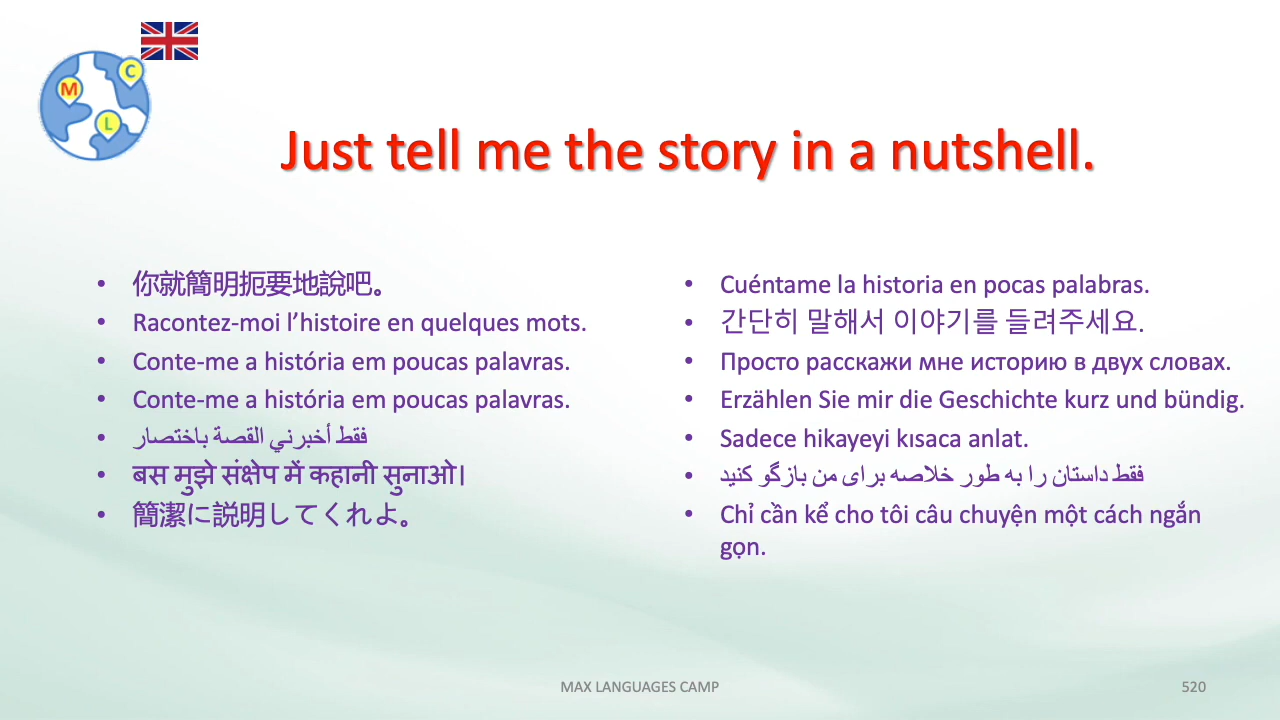 M
C
L
Just tell me the story in a nutshell.
• 你就簡明扼要地說吧。
• Racontez-moi l’histoire en quelques mots.
• Conte-me a história em poucas palavras.
• Conte-me a história em poucas palavras.
• فقط أخبرني القصة باختصار
• बस मुझे संक्षेप में कहानी सुनाओ।
• 簡潔に説明してくれよ。
• Cuéntame la historia en pocas palabras.
• 간단히 말해서 이야기를 들려주세요.
• Просто расскажи мне историю в двух словах.
• Erzählen Sie mir die Geschichte kurz und bündig.
• Sadece hikayeyi kısaca anlat.
• فقط داستان را به طور خلاصه برای من بازگو کنید
• Chỉ cần kể cho tôi câu chuyện một cách ngắn
gọn.
MAX LANGUAGES CAMP
520